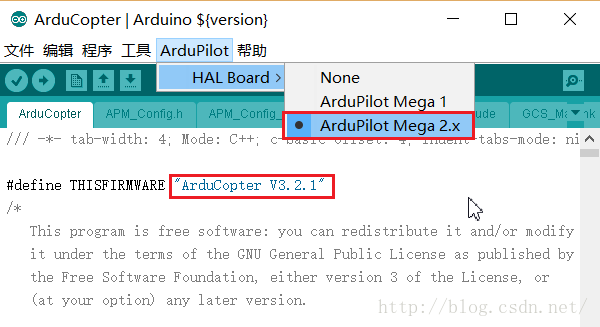 ArduCopter | Arduino ${version}
文件 编辑 程序 工具 ArduPilot 帮助
HAL Board
None
ArduPilot Mega 1
ArduPilot Mega 2.x
ArduCopter APM_Config.h APM_Config_ ude GCS_Ma nk
/// -*- tab-width: 4; Mode: C++; c-basic-offset: 4; indent-tabs-mode: ni
#define THISFIRMWARE "ArduCopter V3.2.1"
/*
This program is free software: you can redistribute it and/or modify
it under the terms of the GNU General Public License as published by
the Free Software Foundation, either version 3 of the License, or
(at your option) any later version.
http://blog.csdn.net/